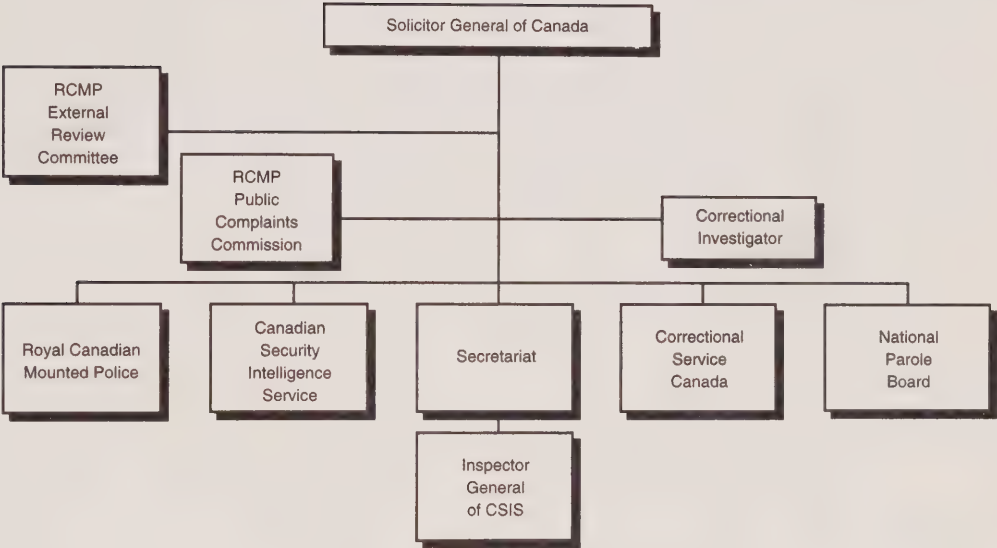 Solicitor General of Canada
RCMP
External
Review
Committee
RCMP
Public
Complaints
Commission
Correctional
Investigator
Royal Canadian
Mounted Police
Canadian
Security
Intelligence
Service
Secretariat
Correctional
Service
Canada
National
Parole
Board
Inspector
General
of CSIS